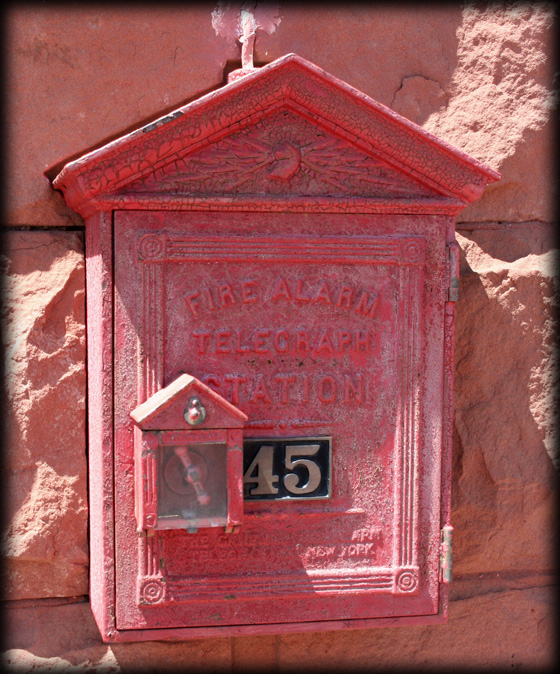 FIRE ALARM
TELEGRAPH
STATION
45
NEW YORK